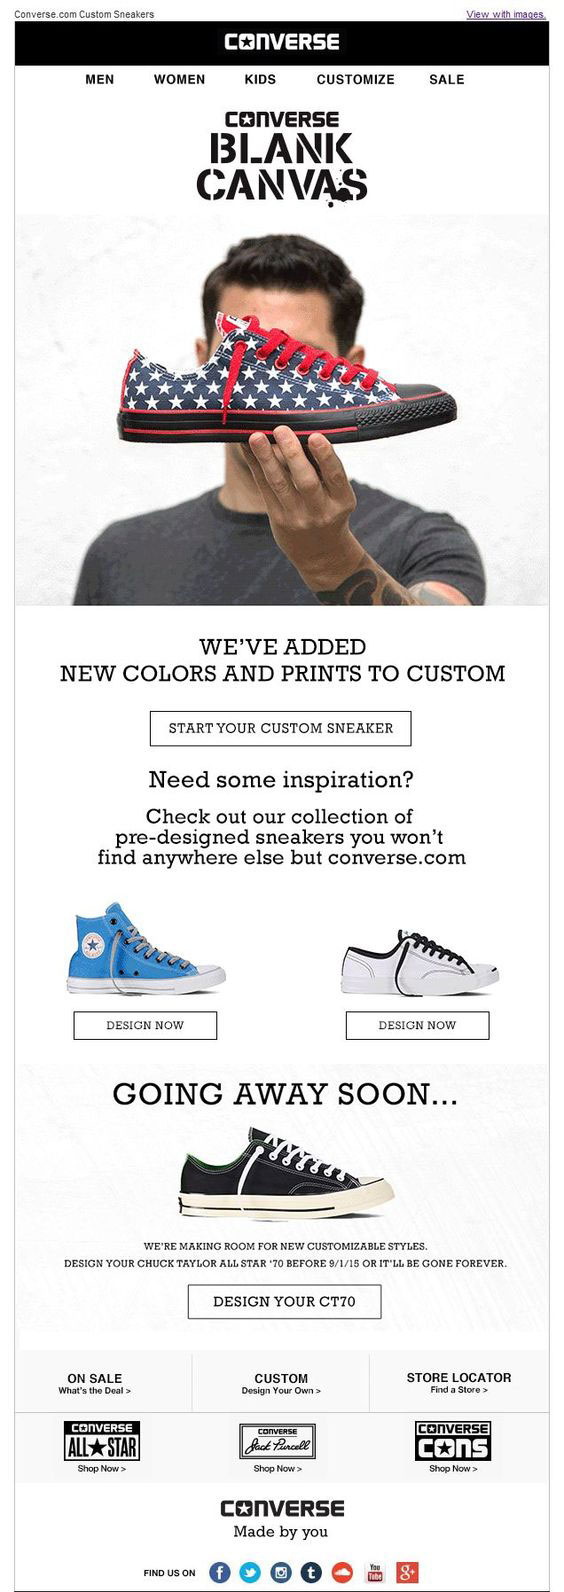 Converse.com Custom Sneakers
View with images.
CONVERSE
MEN WOMEN KIDS CUSTOMIZE SALE
CONVERSE
BLANK
CANVAS
WE'VE ADDED
NEW COLORS AND PRINTS TO CUSTOM
START YOUR CUSTOM SNEAKER
Need some inspiration?
Check out our collection of
pre-designed sneakers you won't
find anywhere else but converse.com
DESIGN NOW
DESIGN NOW
GOING AWAY SOON...
WE'RE MAKING ROOM FOR NEW CUSTOMIZABLE STYLES.
DESIGN YOUR CHUCK TAYLOR ALL STAR '70 BEFORE 9/1/15 OR IT'LL BE GONE FOREVER.
DESIGN YOUR CT70
ON SALE
What's the Deal >
CUSTOM
Design Your Own >
STORE LOCATOR
Find a Store >
CONVERSE
ALL★STAR
Shop Now >
CONVERSE
Jack Purcell
Shop Now >
CONVERSE
CONS
Shop Now >
CONVERSE
Made by you
FIND US ON
You
Tube
g+